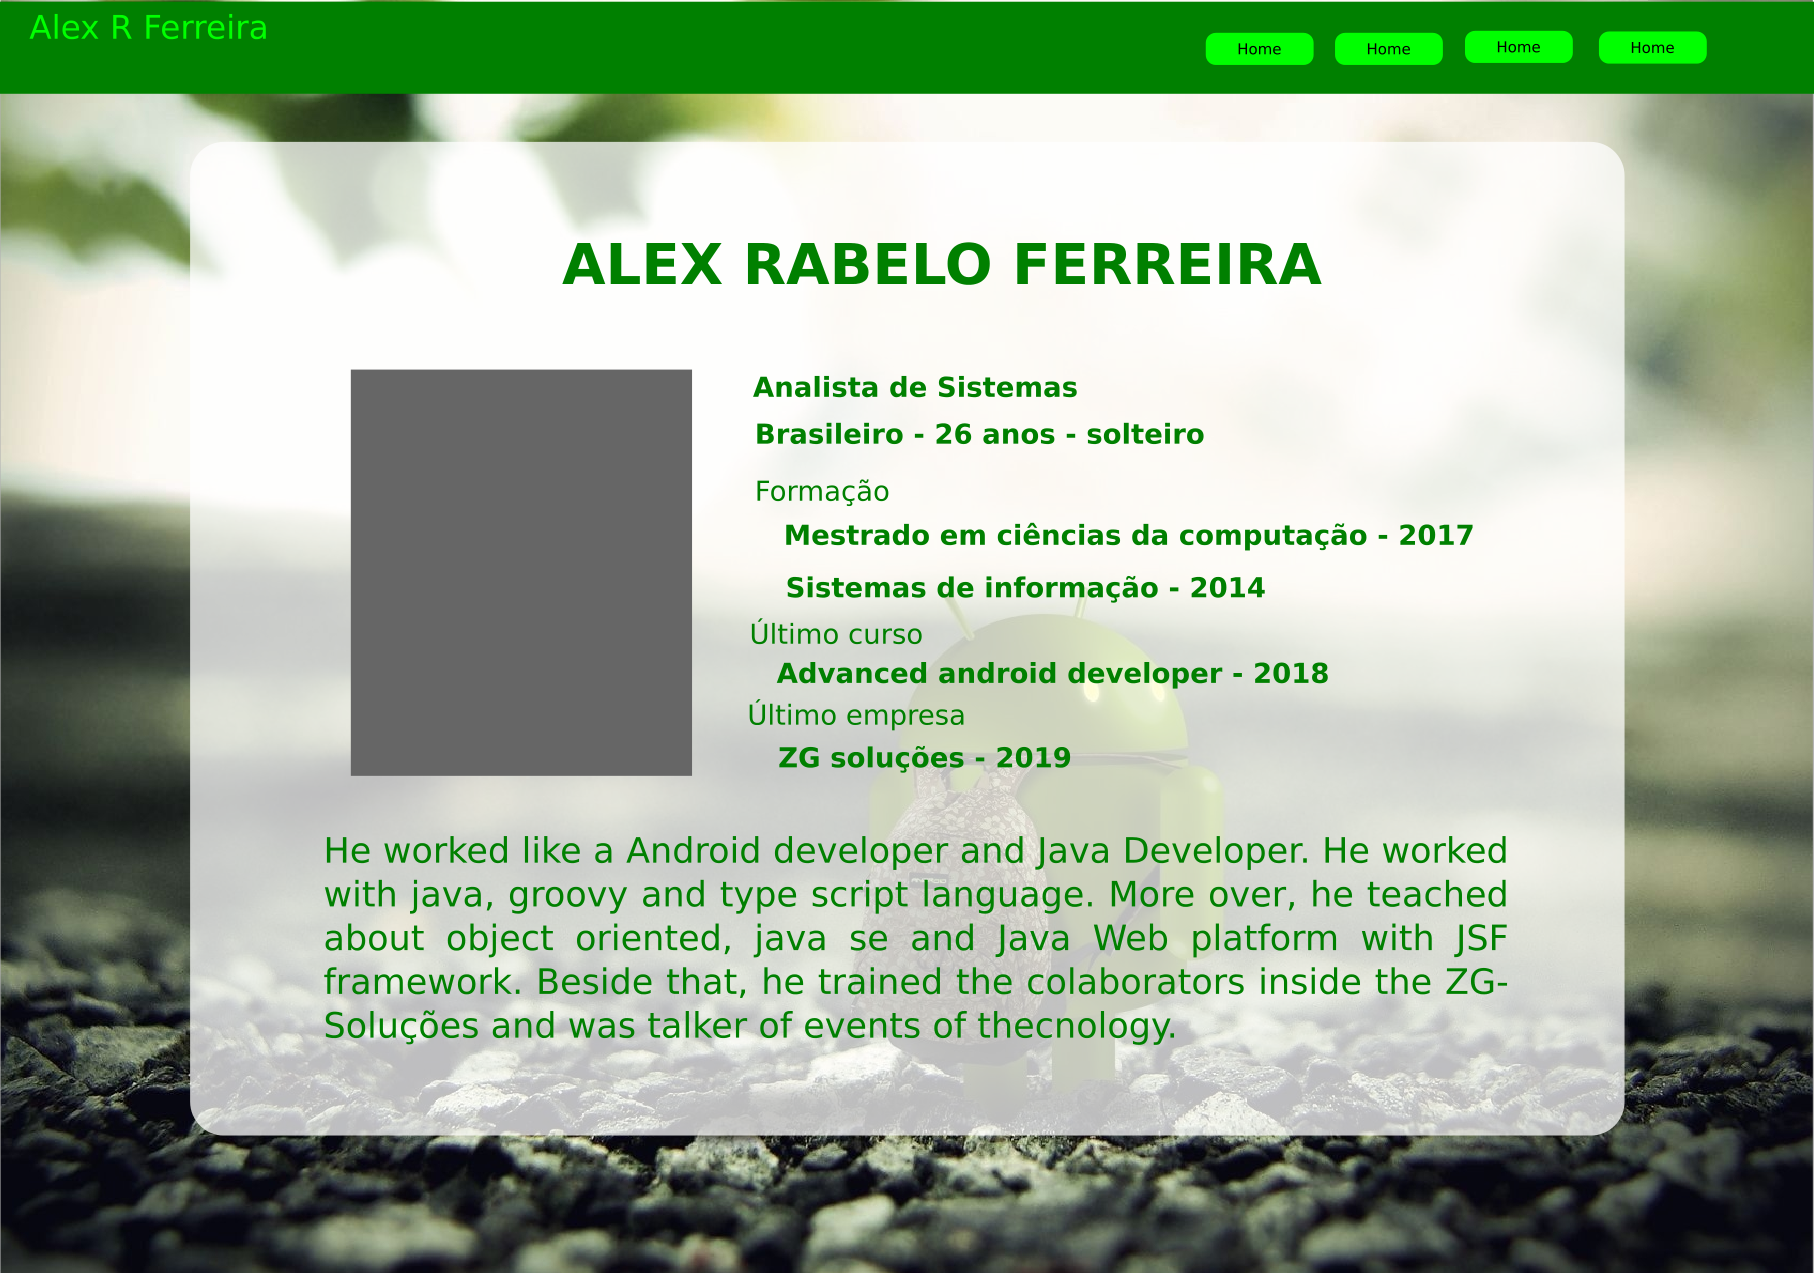 Alex R Ferreira
Home Home Home Home
ALEX RABELO FERREIRA
Analista de Sistemas
Brasileiro - 26 anos - solteiro
Formação
Mestrado em ciências da computação - 2017
Sistemas de informação - 2014
Último curso
Advanced android developer - 2018
Último empresa
ZG soluções - 2019
He worked like a Android developer and Java Developer. He worked
with java, groovy and type script language. More over, he teached
about object oriented, java se and Java Web platform with JSF
framework. Beside that, he trained the colaborators inside the ZG-
Soluções and was talker of events of thecnology.